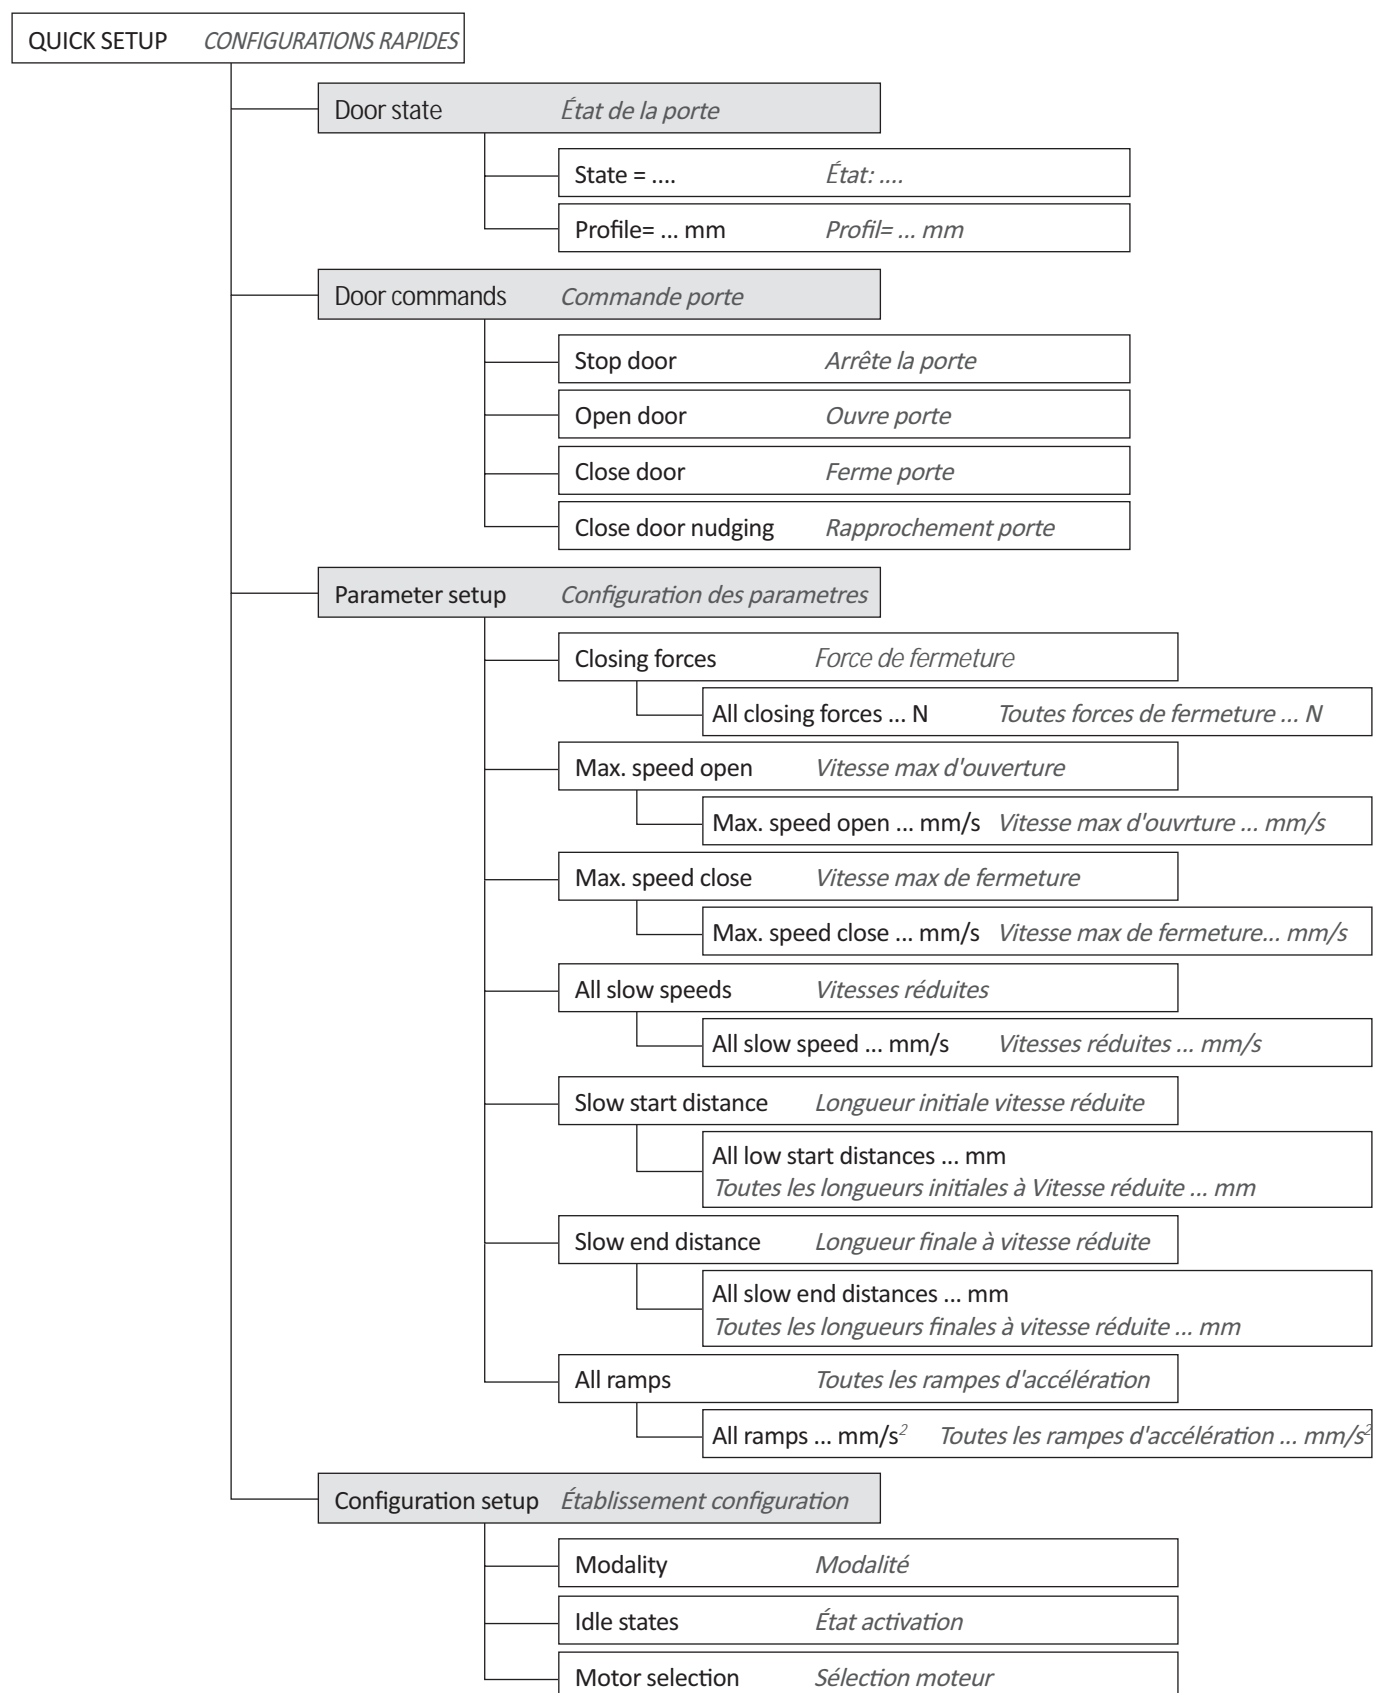 QUICK SETUP CONFIGURATIONS RAPIDES
Door state État de la porte
State = .... État: ....
Profile= ... mm Profil= ... mm
Door commands Commande porte
Stop door Arrête la porte
Open door Ouvre porte
Close door Ferme porte
Close door nudging Rapprochement porte
Parameter setup Configuration des parametres
Closing forces Force de fermeture
All closing forces ... N Toutes forces de fermeture ... N
Max. speed open Vitesse max d'ouverture
Max. speed open ... mm/s Vitesse max d'ouvrture ... mm/s
Max. speed close Vitesse max de fermeture
Max. speed close ... mm/s Vitesse max de fermeture... mm/s
All slow speeds Vitesses réduites
All slow speed ... mm/s Vitesses réduites ... mm/s
Slow start distance Longueur initiale vitesse réduite
All low start distances ... mm
Toutes les longueurs initiales à Vitesse réduite ... mm
Slow end distance Longueur finale à vitesse réduite
All slow end distances ... mm
Toutes les longueurs finales à vitesse réduite ... mm
All ramps Toutes les rampes d'accélération
All ramps ... mm/s² Toutes les rampes d'accélération ... mm/s²
Configuration setup Établissement configuration
Modality Modalité
Idle states État activation
Motor selection Sélection moteur